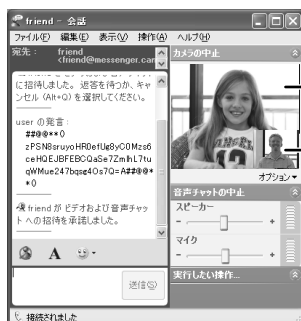 friend - 会話
ファイル(F) 編集(E) 表示(V) 操作(A) ヘルプ(H)
宛先： friend
<friend@messenger.car
に招待しました。返答を待つか、キャ
ンセル (Alt+Q) を選択してください。
user の発言：
##@@**0
zPSN8sruyoHR0efUg8yC0Mzs6
ceHQEJBFEBCQaSe7ZmihL7tu
qWMue247bqsg4Os7Q=A##@@*
*0
friend が ビデオおよび音声チャッ
ト への招待を承諾しました。
A
送信(S)
接続されました
カメラの中止
ANGEL
オプション
音声チャットの中止
スピーカー
- +
マイク
- +
実行したい操作...